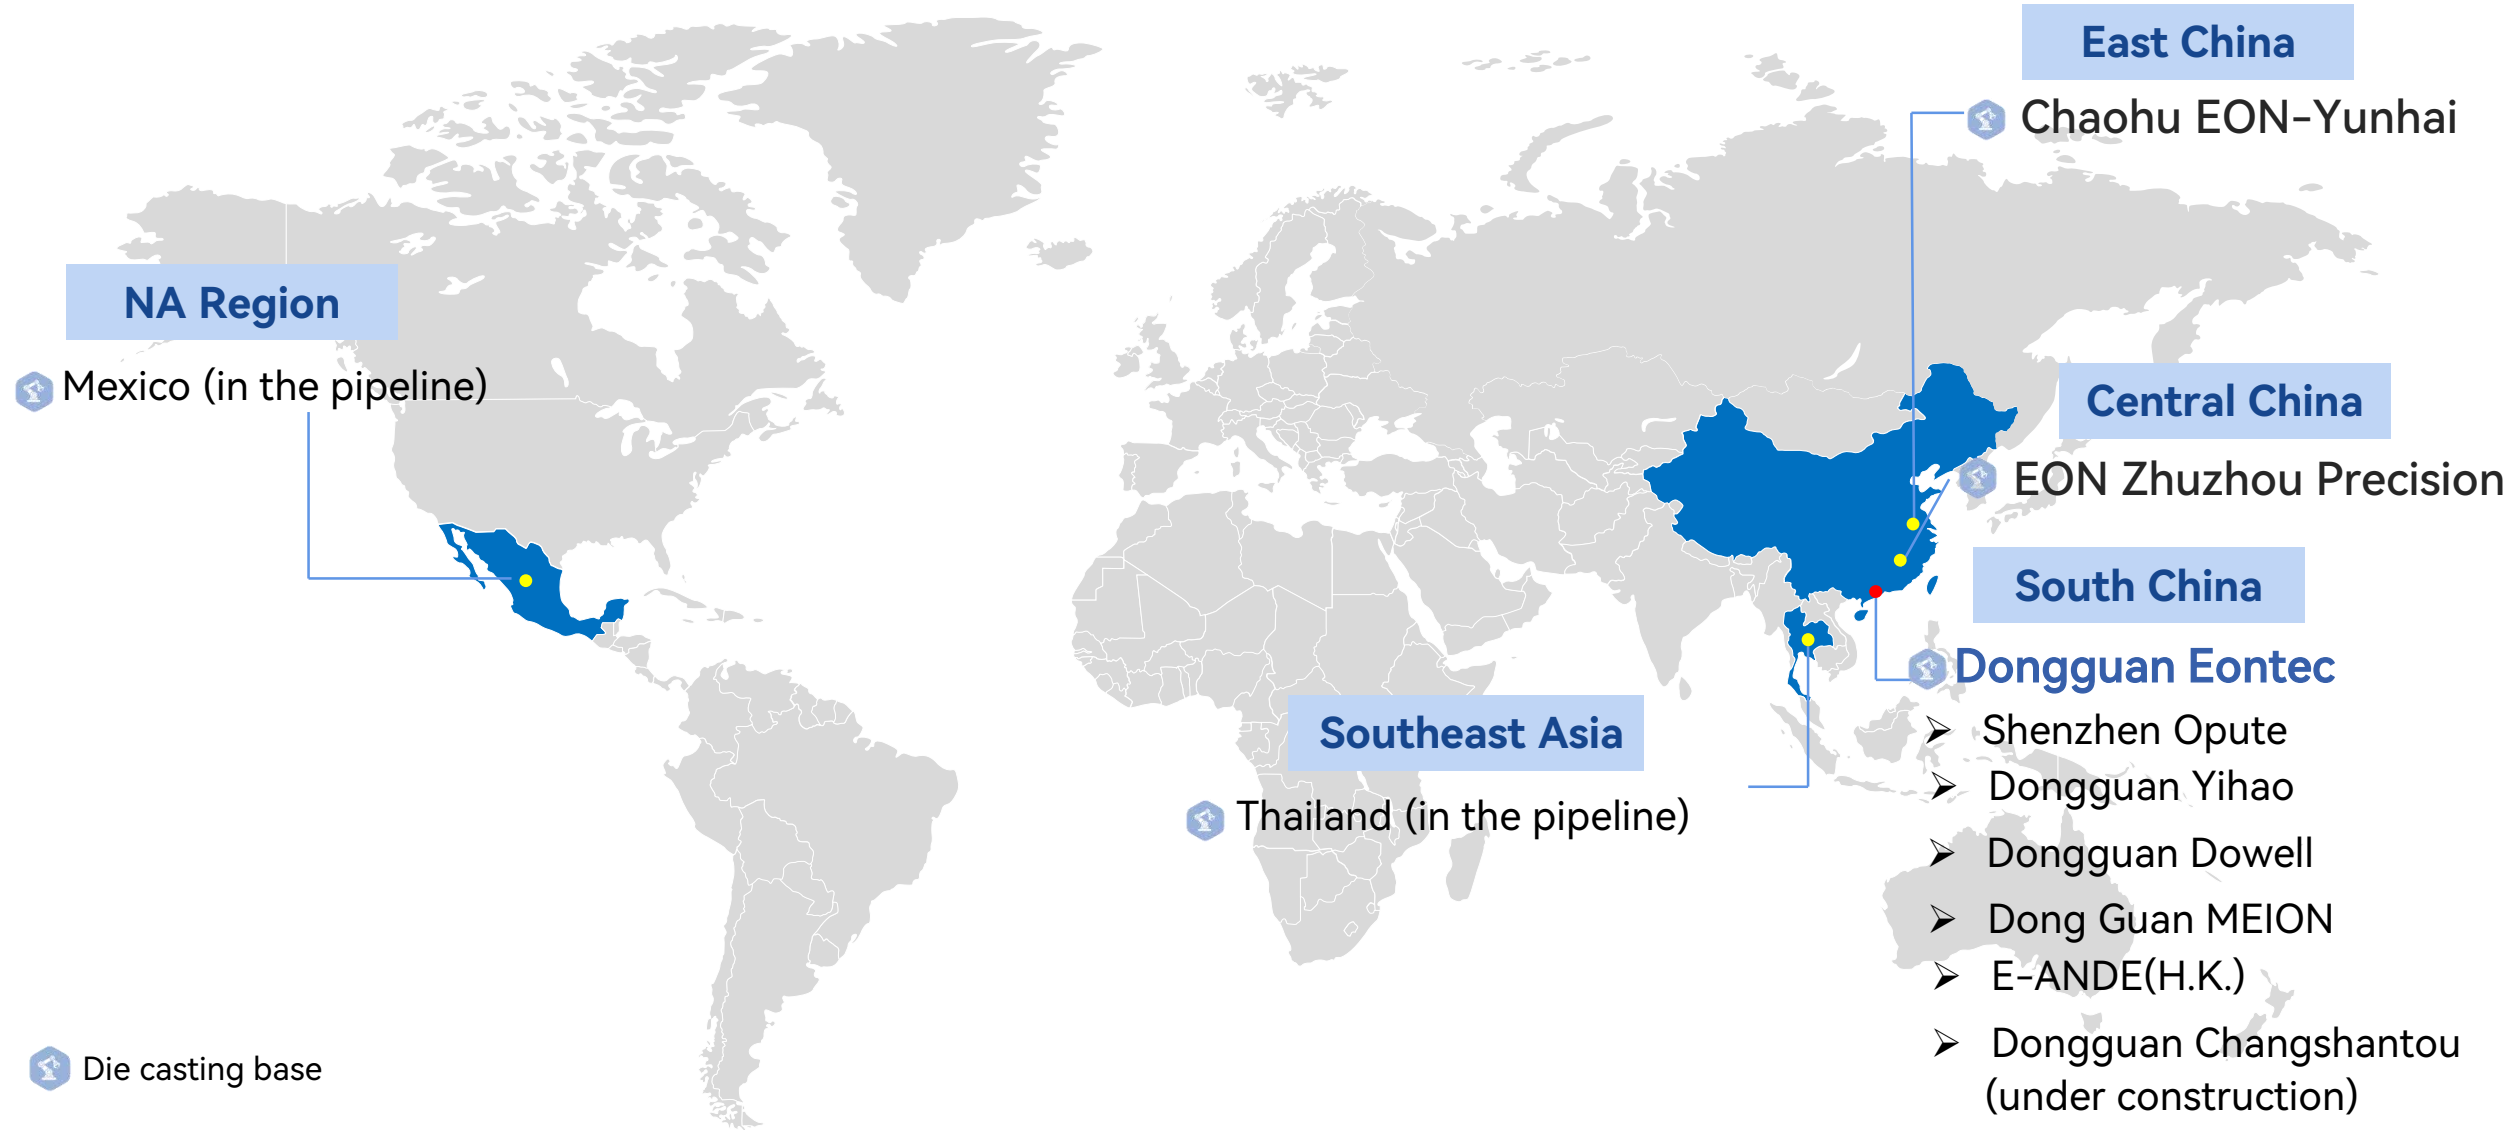 East China
Chaohu EON-Yunhai
NA Region
Mexico (in the pipeline)
Central China
EON Zhuzhou Precision
South China
Dongguan Eontec
Shenzhen Opute
Dongguan Yihao
Dongguan Dowell
Dong Guan MEION
E-ANDE(H.K.)
Dongguan Changshantou
(under construction)
Southeast Asia
Thailand (in the pipeline)
Die casting base